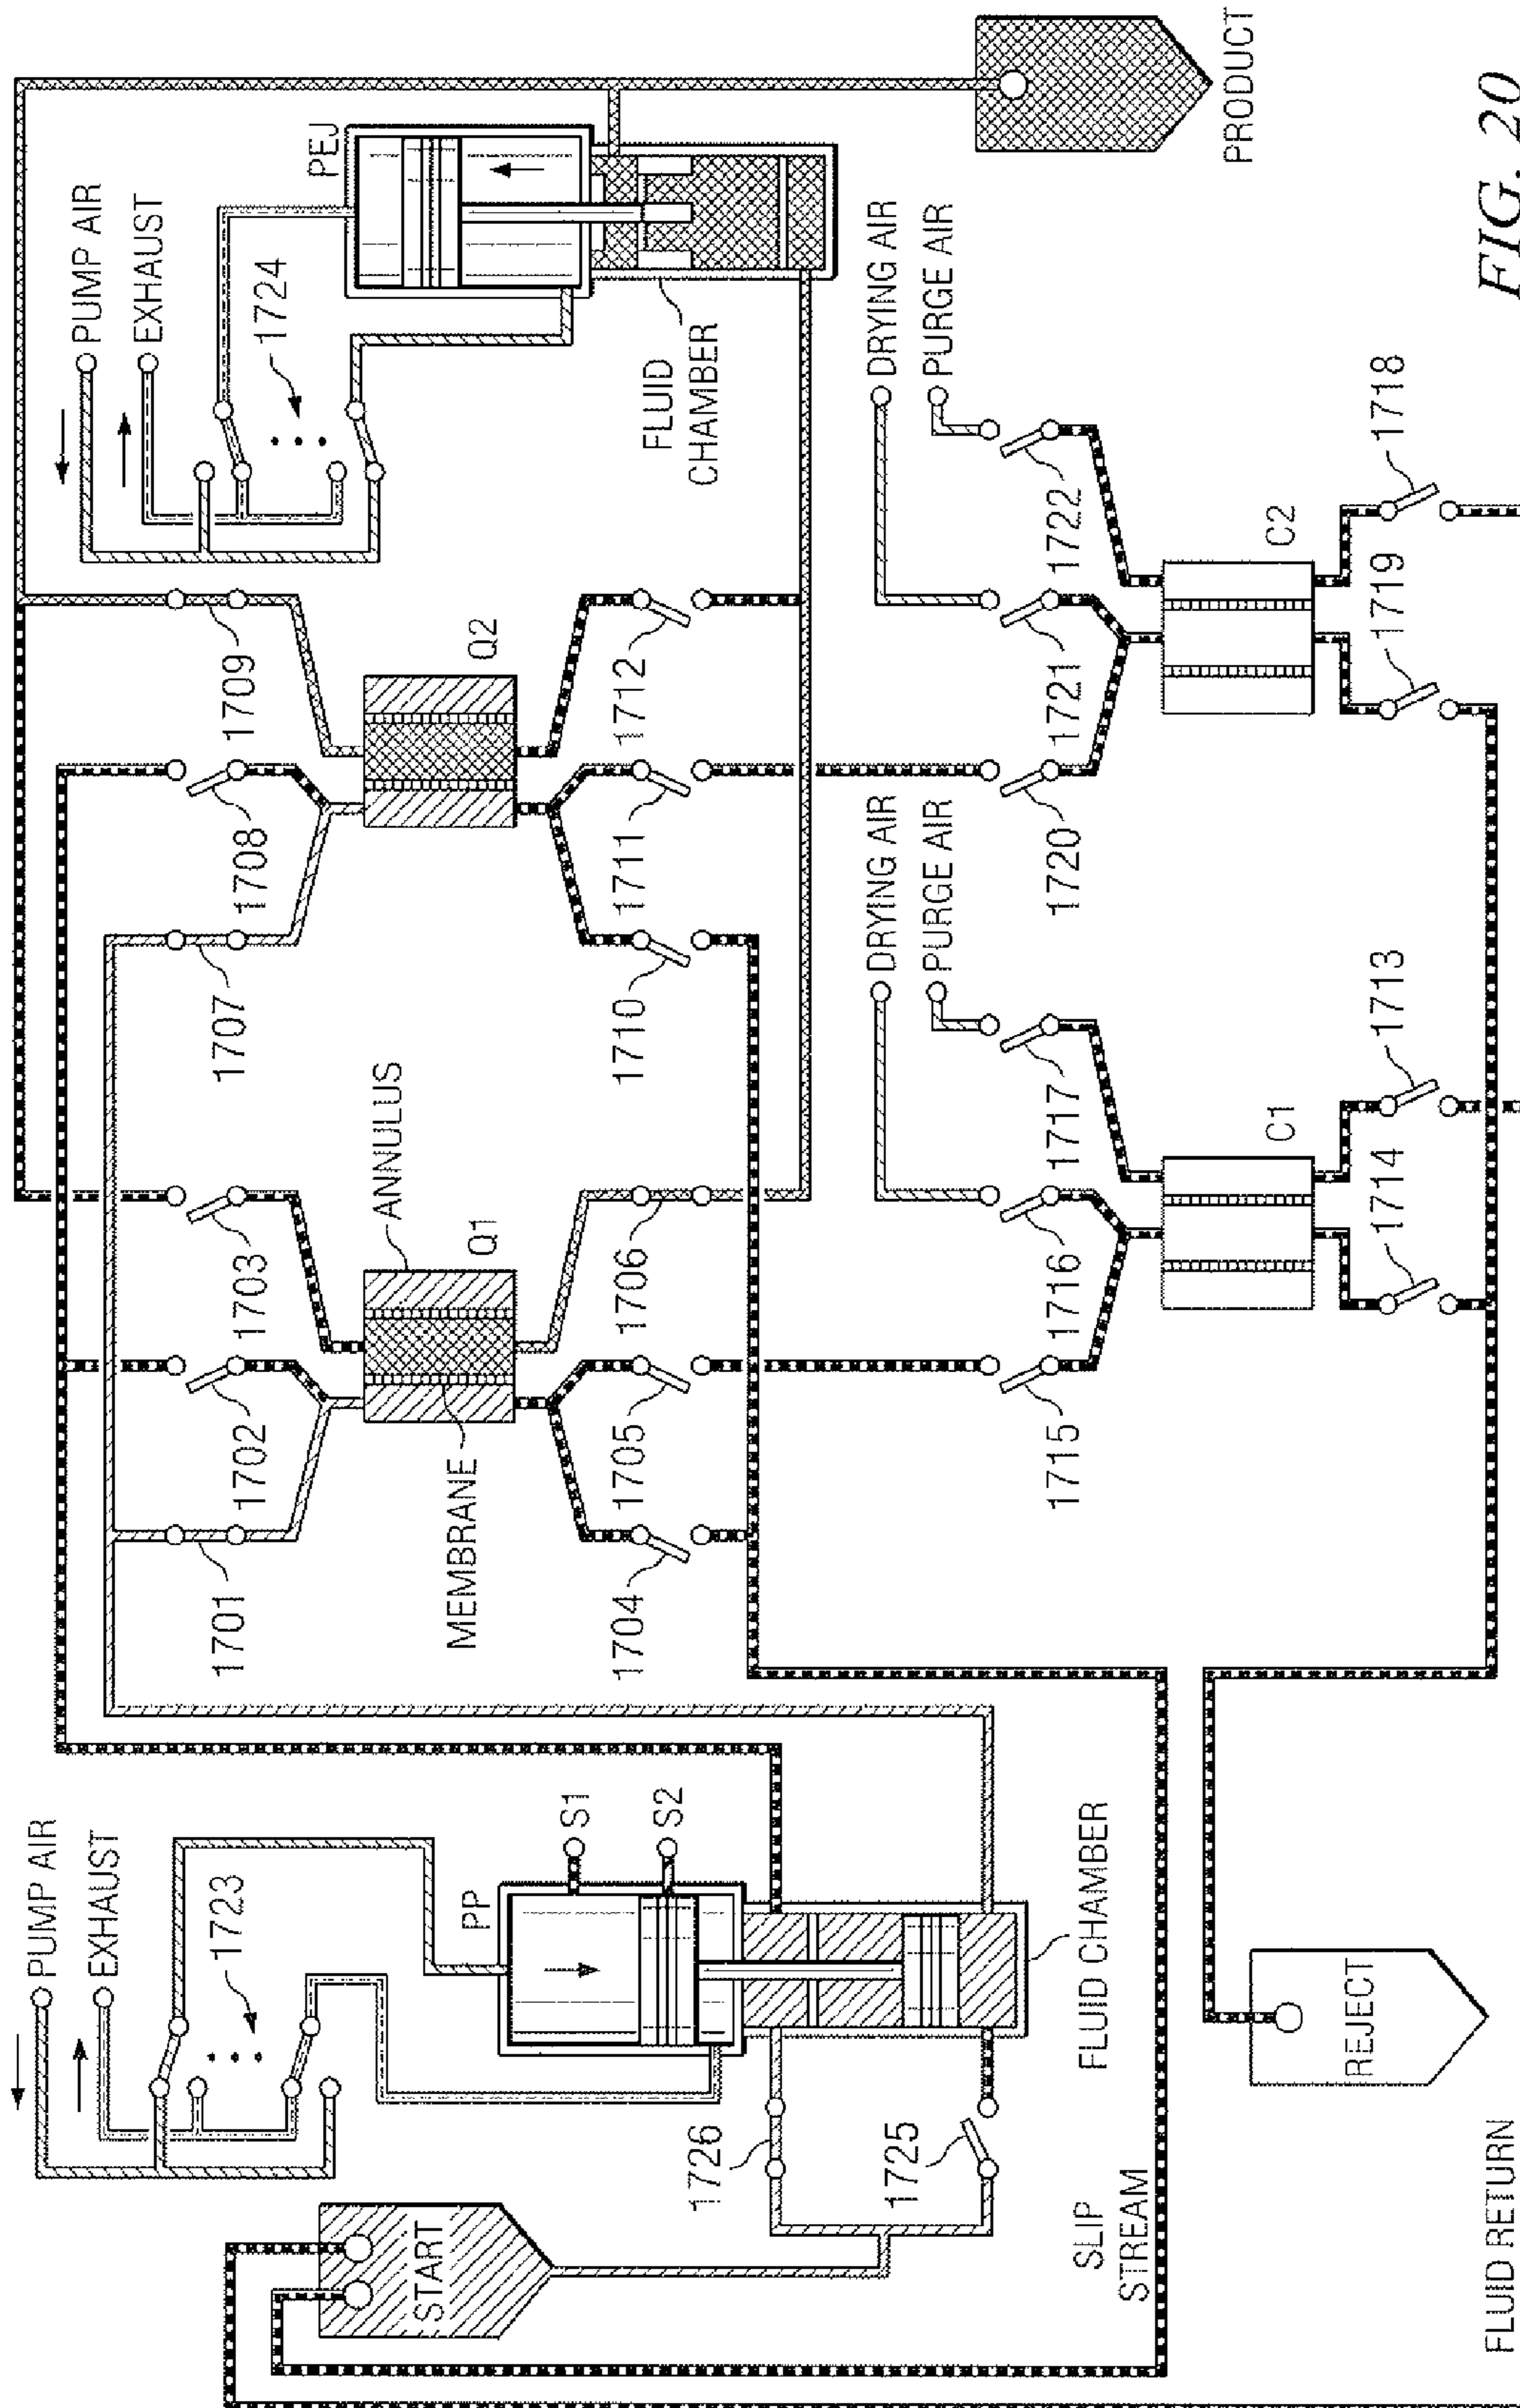 PUMP AIR
EXHAUST
1723
PP
S1
S2
START
1726
1725
SLIP
STREAM
FLUID CHAMBER
REJECT
FLUID RETURN
1701
1702
1703
ANNULUS
MEMBRANE
Q1
1704
1705
1706
1707
1708
1709
Q2
1710
1711
1712
PUMP AIR
EXHAUST
1724
PEJ
FLUID
CHAMBER
PRODUCT
DRYING AIR
PURGE AIR
1715
1716
1717
C1
1714
1713
DRYING AIR
PURGE AIR
1720
1721
1722
C2
1719
1718
FIG. 20